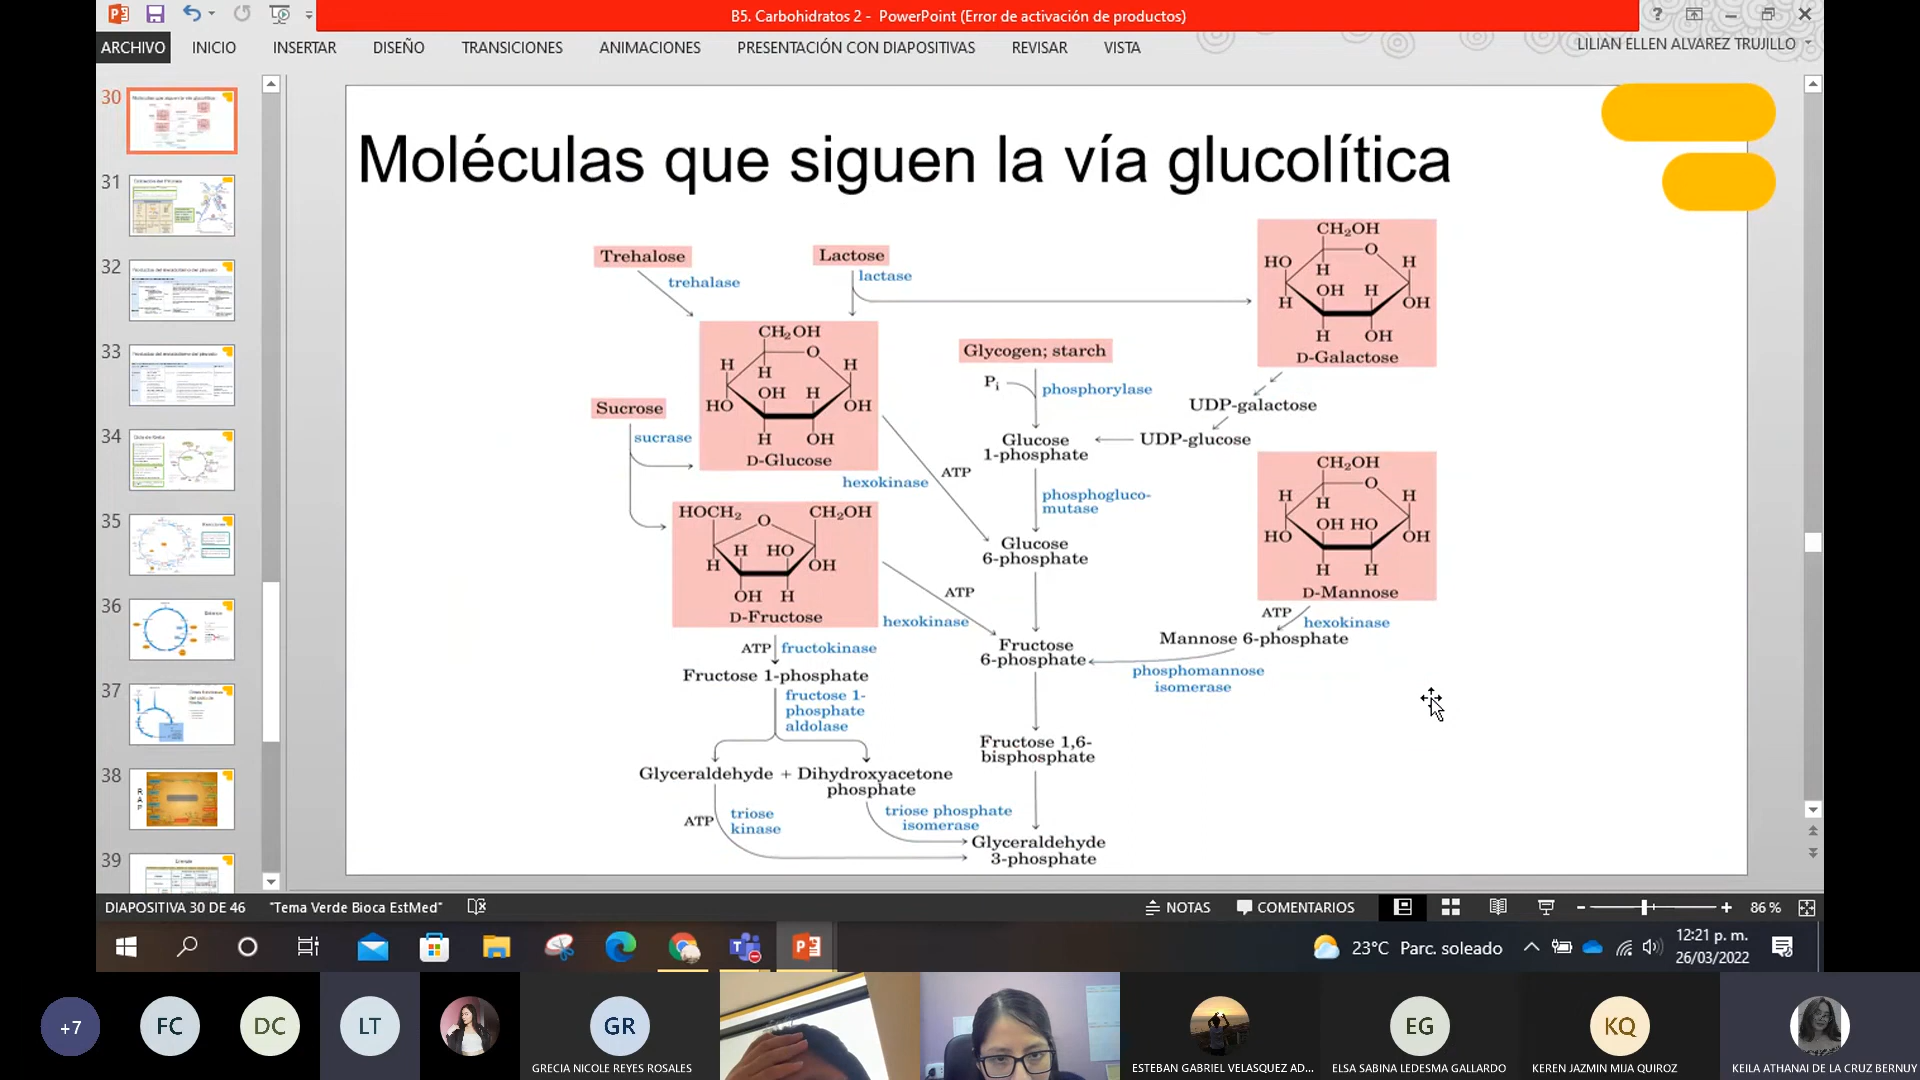 B5. Carbohidratos 2 - PowerPoint (Error de activación de productos)
?
ARCHIVO INICIO INSERTAR DISEÑO TRANSICIONES ANIMACIONES PRESENTACIÓN CON DIAPOSITIVAS REVISAR VISTA
LILIAN ELLEN ALVAREZ TRUJILLO
30
31
32
33
34
35
36
37
38
39
Moléculas que siguen la vía glucolítica
Trehalose
trehalase
Lactose
lactase
CH₂OH
O
HO
H
H
OH
H
H
OH
H
OH
D-Galactose
CH₂OH
O
H
H
H
OH
H
HO
OH
H
OH
D-Glucose
Glycogen; starch
Pi
phosphorylase
UDP-galactose
Sucrose
sucrase
Glucose
1-phosphate
UDP-glucose
hexokinase
ATP
phosphogluco-
mutase
CH₂OH
O
H
H
H
OH HO
HO
OH
H
H
D-Mannose
HOCH₂
O
CH₂OH
H
HO
H
OH
OH
H
D-Fructose
Glucose
6-phosphate
ATP
hexokinase
ATP
hexokinase
Mannose 6-phosphate
Fructose
6-phosphate
phosphomannose
isomerase
ATP
fructokinase
Fructose 1-phosphate
fructose 1-
phosphate
aldolase
Fructose 1,6-
bisphosphate
Glyceraldehyde + Dihydroxyacetone
phosphate
ATP
triose
kinase
triose phosphate
isomerase
Glyceraldehyde
3-phosphate
DIAPOSITIVA 30 DE 46 "Tema Verde Bioca EstMed" NOTAS COMENTARIOS 86 %
23°C Parc. soleado
12:21 p. m.
26/03/2022
+7
FC
DC
LT
GR
GRECIA NICOLE REYES ROSALES
ESTEBAN GABRIEL VELASQUEZ AD...
EG
ELSA SABINA LEDESMA GALLARDO
KQ
KEREN JAZMIN MIJA QUIROZ
KEILA ATHANAI DE LA CRUZ BERNUY